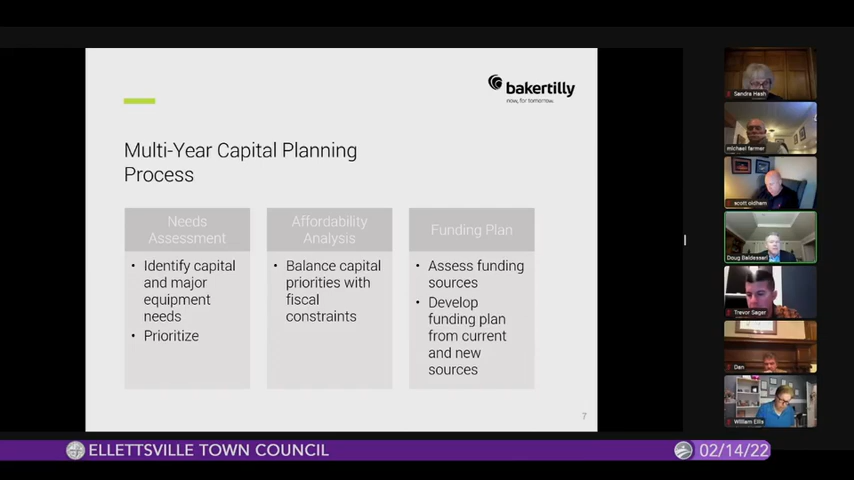 bakertilly
now, for tomorrow.
Multi-Year Capital Planning
Process
Needs
Assessment
• Identify capital
and major
equipment
needs
• Prioritize
Affordability
Analysis
• Balance capital
priorities with
fiscal
constraints
Funding Plan
• Assess funding
sources
• Develop
funding plan
from current
and new
sources
7
Sandra Hash
michael farmer
scott oldham
Doug Baldessari
Trevor Sager
Dan
William Ellis
ELLETTSVILLE TOWN COUNCIL
02/14/22